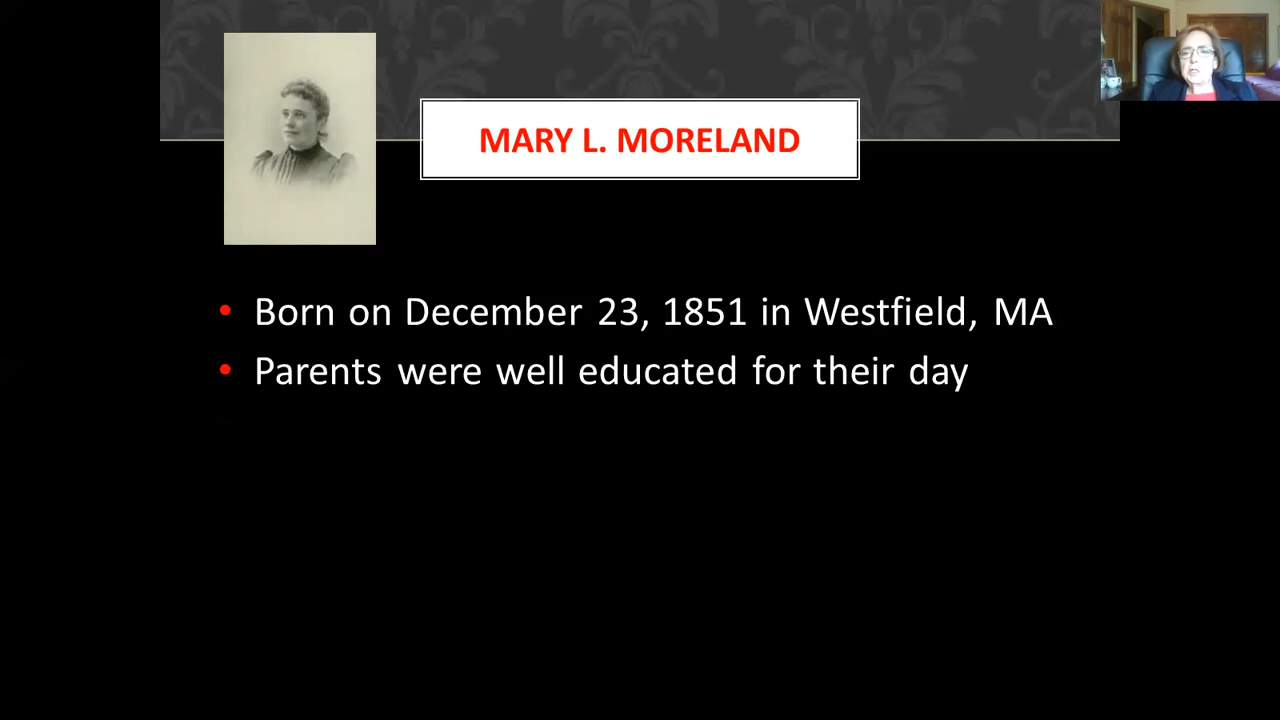 MARY L. MORELAND
• Born on December 23, 1851 in Westfield, MA
• Parents were well educated for their day